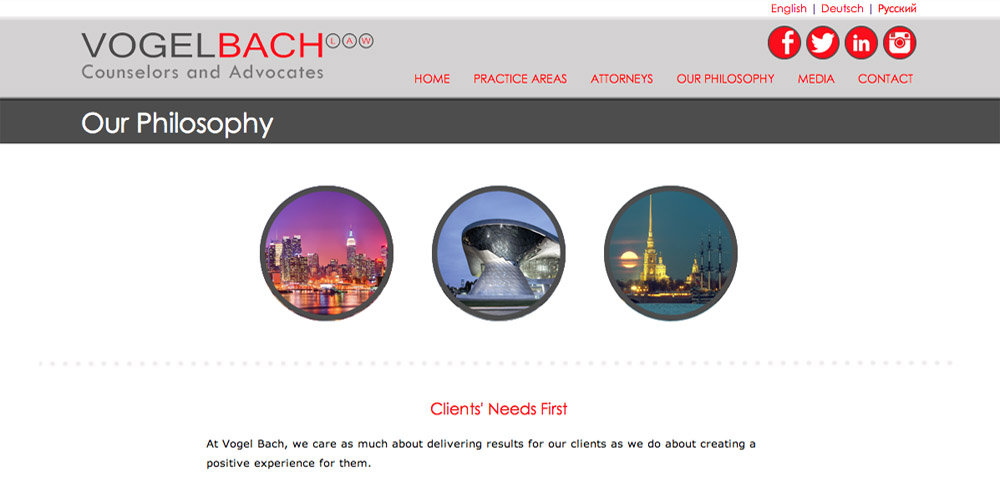 English | Deutsch | Русский
VOGELBACH LAW
Counselors and Advocates
HOME PRACTICE AREAS ATTORNEYS OUR PHILOSOPHY MEDIA CONTACT
Our Philosophy
Clients' Needs First
At Vogel Bach, we care as much about delivering results for our clients as we do about creating a
positive experience for them.